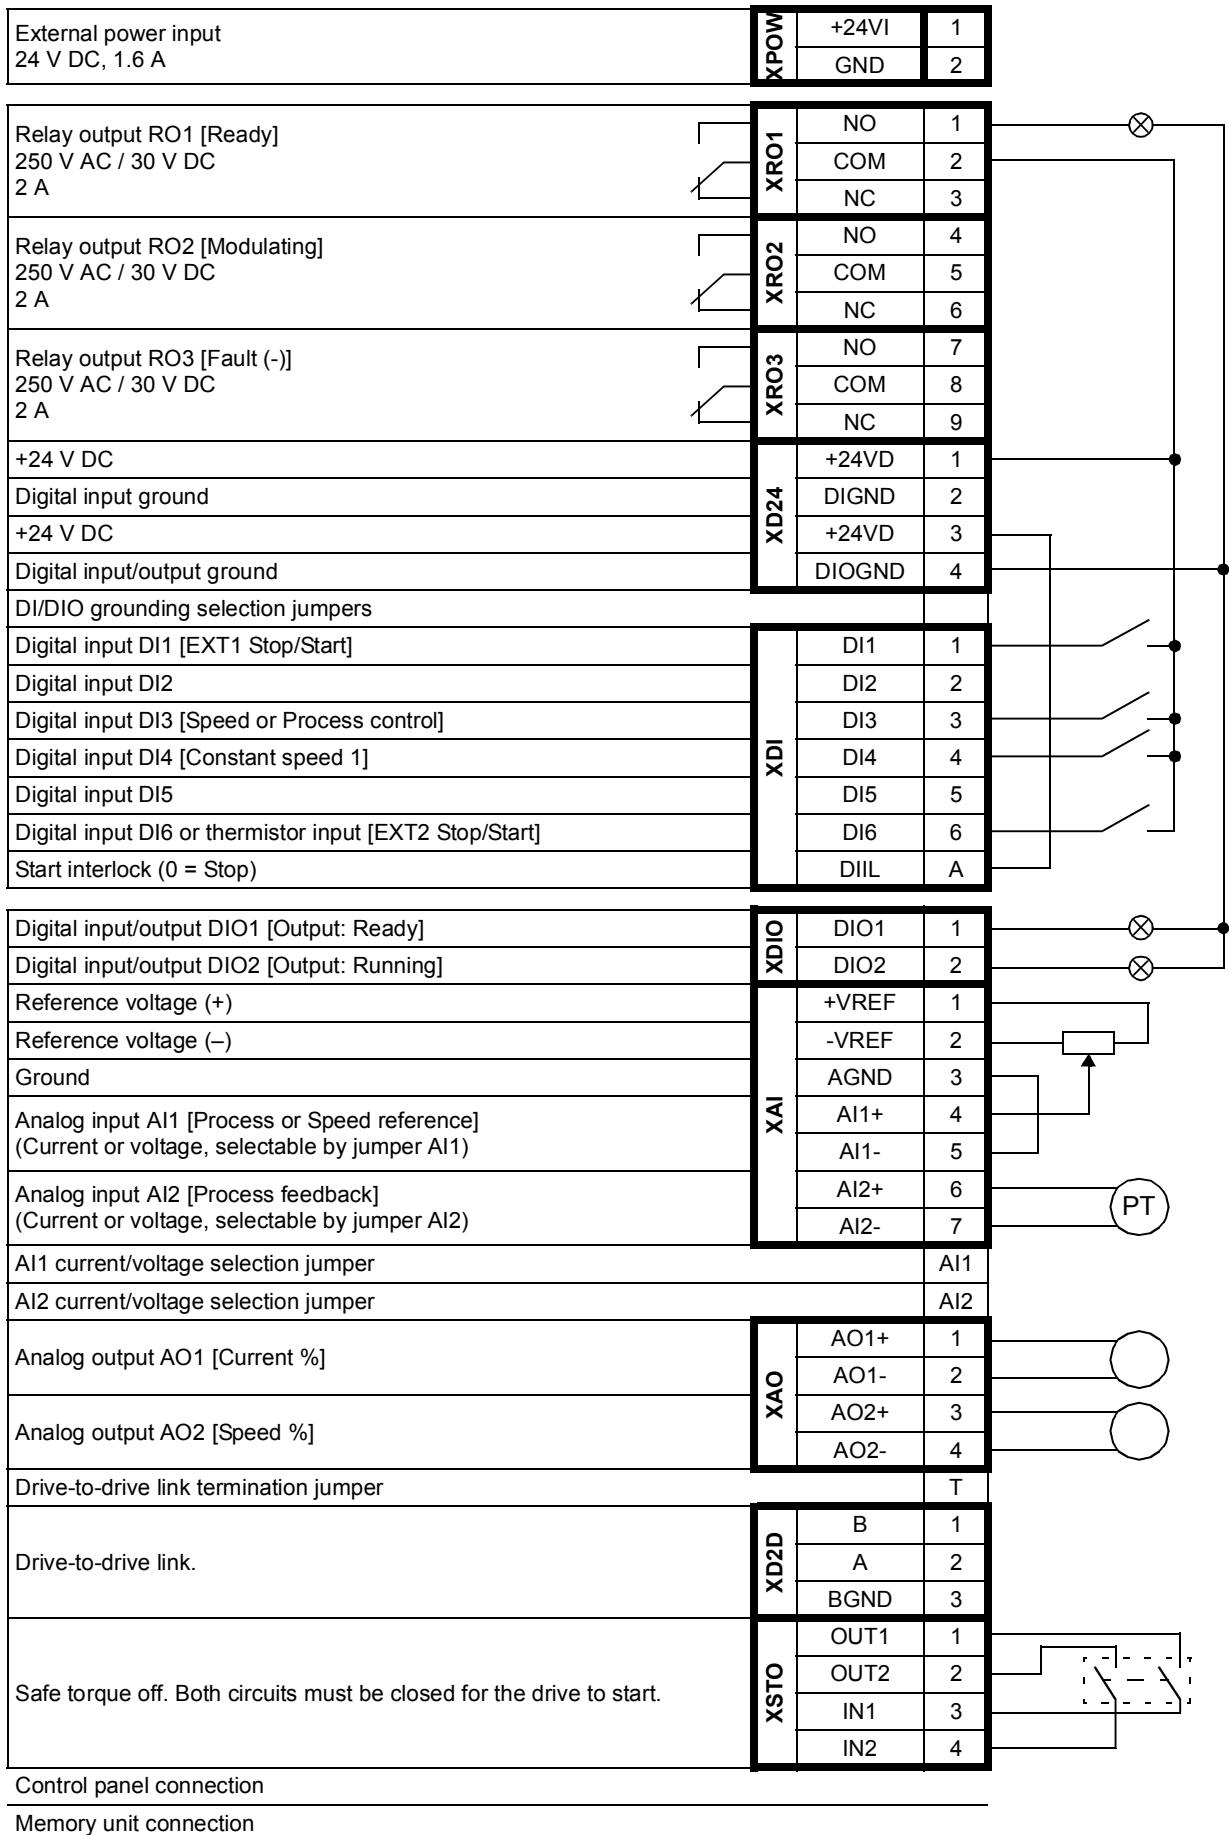 External power input
24 V DC, 1.6 A
XPOW
+24VI 1
GND 2
Relay output RO1 [Ready]
250 V AC / 30 V DC
2 A
XRO1
NO 1
COM 2
NC 3
Relay output RO2 [Modulating]
250 V AC / 30 V DC
2 A
XRO2
NO 4
COM 5
NC 6
Relay output RO3 [Fault (-)]
250 V AC / 30 V DC
2 A
XRO3
NO 7
COM 8
NC 9
XD24
+24 V DC +24VD 1
Digital input ground DIGND 2
+24 V DC +24VD 3
Digital input/output ground DIOGND 4
DI/DIO grounding selection jumpers
XDI
Digital input DI1 [EXT1 Stop/Start] DI1 1
Digital input DI2 DI2 2
Digital input DI3 [Speed or Process control] DI3 3
Digital input DI4 [Constant speed 1] DI4 4
Digital input DI5 DI5 5
Digital input DI6 or thermistor input [EXT2 Stop/Start] DI6 6
Start interlock (0 = Stop) DIIL A
XDIO
Digital input/output DIO1 [Output: Ready] DIO1 1
Digital input/output DIO2 [Output: Running] DIO2 2
XAI
Reference voltage (+) +VREF 1
Reference voltage (–) -VREF 2
Ground AGND 3
Analog input AI1 [Process or Speed reference]
(Current or voltage, selectable by jumper AI1)
AI1+ 4
AI1- 5
Analog input AI2 [Process feedback]
(Current or voltage, selectable by jumper AI2)
AI2+ 6
AI2- 7
PT
AI1 current/voltage selection jumper AI1
AI2 current/voltage selection jumper AI2
XAO
Analog output AO1 [Current %]
AO1+ 1
AO1- 2
Analog output AO2 [Speed %]
AO2+ 3
AO2- 4
Drive-to-drive link termination jumper T
Drive-to-drive link.
XD2D
B 1
A 2
BGND 3
Safe torque off. Both circuits must be closed for the drive to start.
XSTO
OUT1 1
OUT2 2
IN1 3
IN2 4
Control panel connection
Memory unit connection